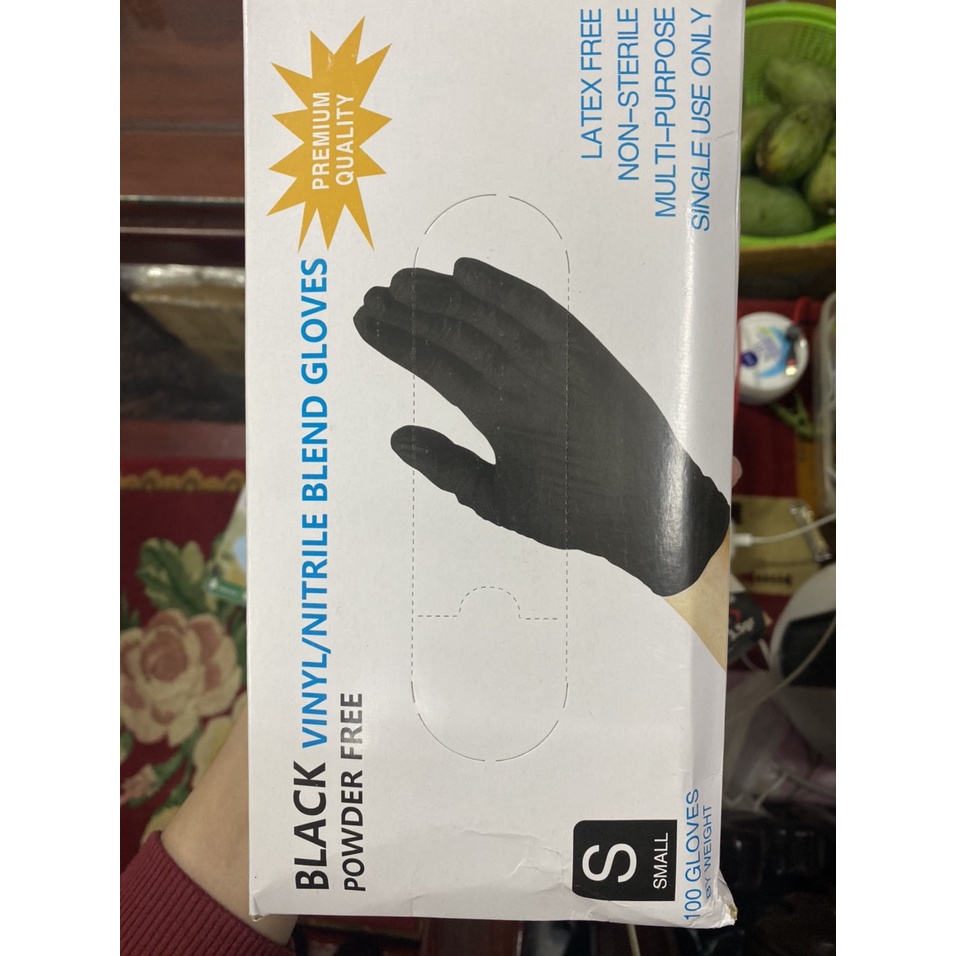 PREMIUM
QUALITY
BLACK VINYL/NITRILE BLEND GLOVES
POWDER FREE
LATEX FREE
NON-STERILE
MULTI-PURPOSE
SINGLE USE ONLY
S
SMALL
100 GLOVES
BY WEIGHT